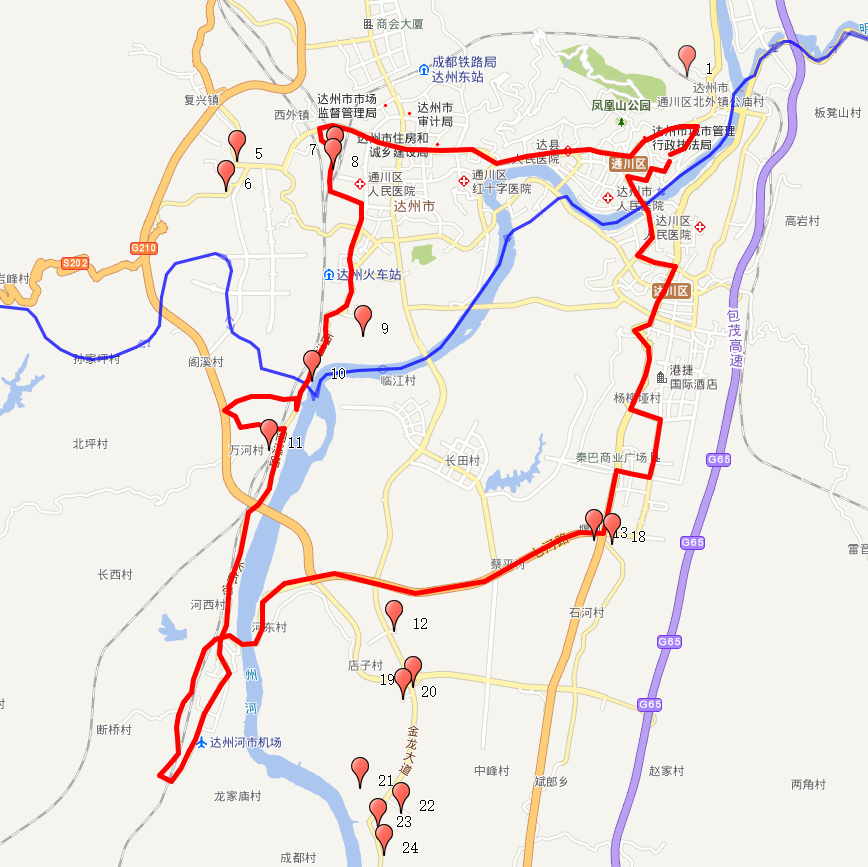 商会大厦
成都铁路局
达州东站
1
复兴镇
达州市市场
监督管理局
达州市
审计局
凤凰山公园
达州市
通川区北外镇公庙村
板凳山村
西外镇
达州市住房和
城乡建设局
达县
人民医院
达州市城市管理
行政执法局
5
7
8
通川区
6
通川区
人民医院
通川区
红十字医院
达州市
人民医院
达州市
达川区
人民医院
高岩村
G210
S202
岩峰村
达州火车站
达川区
包茂高速
9
孙家坪村
阁溪村
10
临江村
港捷
国际酒店
杨柳垭村
北坪村
万河村
11
长田村
秦巴商业广场
G65
13
18
七河路
G65
雷音
长西村
蔡平村
河西村
石河村
河东村
12
G65
店子村
19
20
州
河
G65
断桥村
达州河市机场
金龙大道
21
中峰村
斌郎乡
赵家村
两角村
龙家庙村
22
23
24
成都村